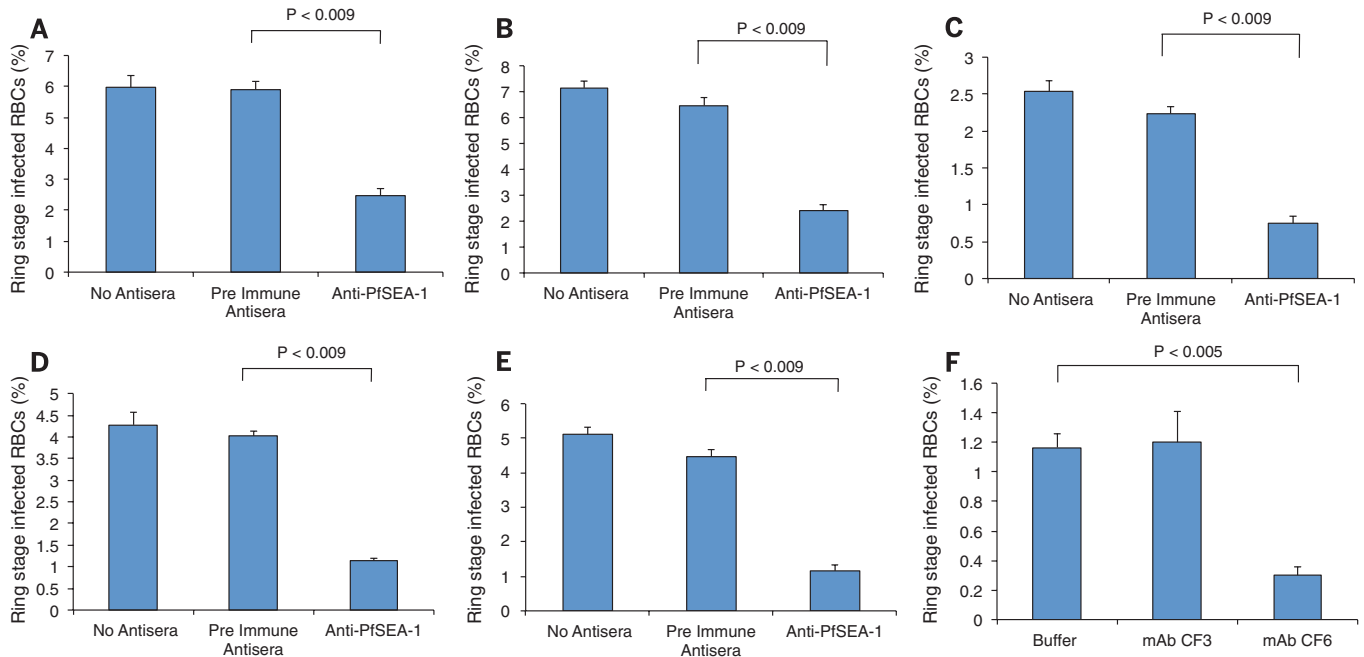 A
P < 0.009
Ring stage infected RBCs (%)
7
6
5
4
3
2
1
0
No Antisera
Pre Immune
Antisera
Anti-PfSEA-1
B
P < 0.009
Ring stage infected RBCs (%)
8
7
6
5
4
3
2
1
0
No Antisera
Pre Immune
Antisera
Anti-PfSEA-1
C
P < 0.009
Ring stage infected RBCs (%)
3
2.5
2
1.5
1
0.5
0
No Antisera
Pre Immune
Antisera
Anti-PfSEA-1
D
P < 0.009
Ring stage infected RBCs (%)
5
4.5
4
3.5
3
2.5
2
1.5
1
0.5
0
No Antisera
Pre Immune
Antisera
Anti-PfSEA-1
E
P < 0.009
Ring stage infected RBCs (%)
6
5
4
3
2
1
0
No Antisera
Pre Immune
Antisera
Anti-PfSEA-1
F
P < 0.005
Ring stage infected RBCs (%)
1.6
1.4
1.2
1
0.8
0.6
0.4
0.2
0
Buffer
mAb CF3
mAb CF6